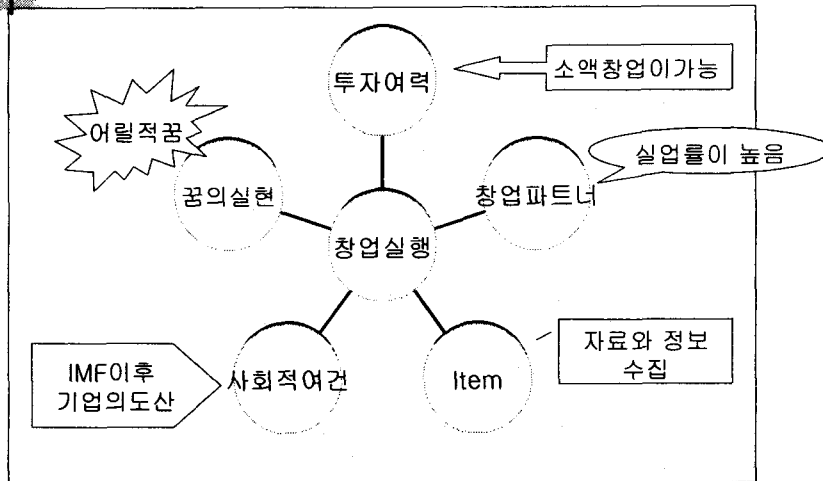 투자여력
소액창업이가능
어릴적꿈
실업률이 높음
꿈의실현
창업파트너
창업실행
IMF이후
기업의도산
사회적여건
Item
자료와 정보
수집